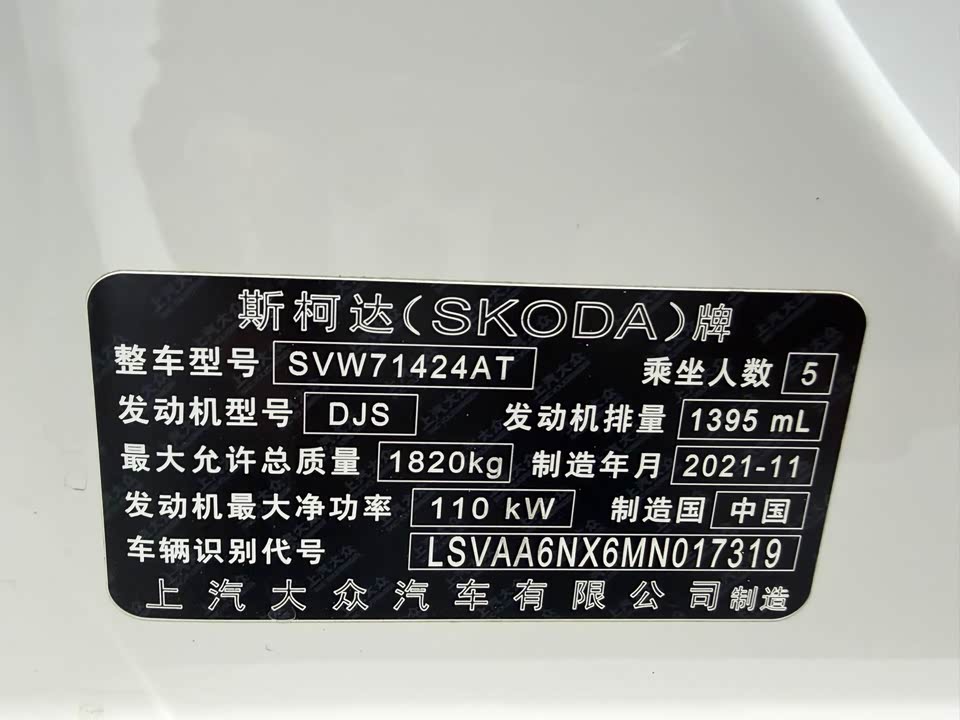 斯柯达(SKODA)牌
整车型号 SVW71424AT 乘坐人数 5
发动机型号 DJS 发动机排量 1395 mL
最大允许总质量 1820kg 制造年月 2021-11
发动机最大净功率 110 kW 制造国 中国
车辆识别代号 LSVAA6NX6MN017319
上汽大众汽车有限公司制造